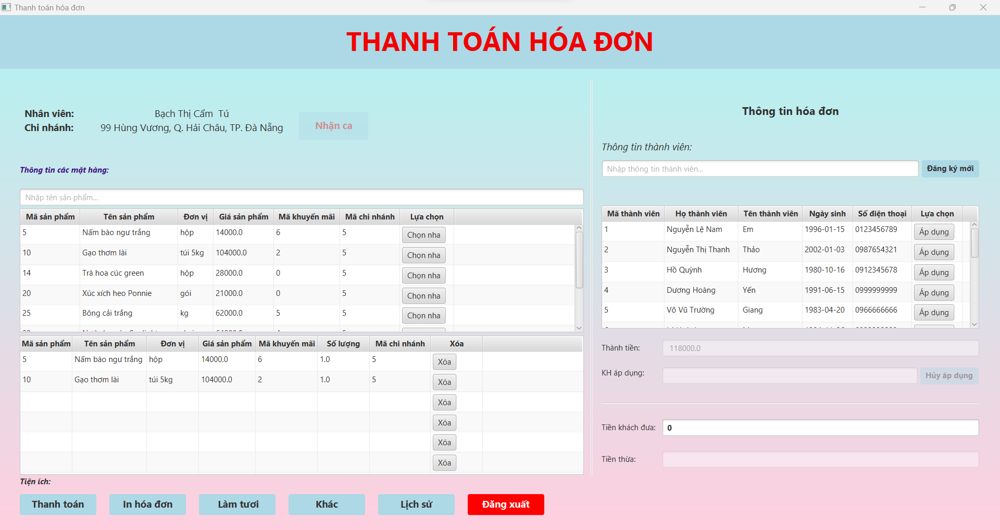 Thanh toán hóa đơn
THANH TOÁN HÓA ĐƠN
Nhân viên: Bạch Thị Cẩm  Tú
Chi nhánh: 99 Hùng Vương, Q. Hải Châu, TP. Đà Nẵng
Nhận ca
Thông tin các mặt hàng:
Nhập tên sản phẩm...
Mã sản phẩm Tên sản phẩm Đơn vị Giá sản phẩm Mã khuyến mãi Mã chi nhánh Lựa chọn
5 Nấm bào ngư trắng hộp 14000.0 6 5 Chọn nha
10 Gạo thơm lài túi 5kg 104000.0 2 5 Chọn nha
14 Trà hoa cúc green hộp 28000.0 0 5 Chọn nha
20 Xúc xích heo Ponnie gói 21000.0 0 5 Chọn nha
25 Bông cải trắng kg 62000.0 5 5 Chọn nha
Mã sản phẩm Tên sản phẩm Đơn vị Giá sản phẩm Mã khuyến mãi Số lượng Mã chi nhánh Xóa
5 Nấm bào ngư trắng hộp 14000.0 6 1.0 5 Xóa
10 Gạo thơm lài túi 5kg 104000.0 2 1.0 5 Xóa
Xóa
Xóa
Xóa
Xóa
Tiện ích:
Thanh toán In hóa đơn Làm tươi Khác Lịch sử Đăng xuất
Thông tin hóa đơn
Thông tin thành viên:
Nhập thông tin thành viên... Đăng ký mới
Mã thành viên Họ thành viên Tên thành viên Ngày sinh Số điện thoại Lựa chọn
1 Nguyễn Lệ Nam Em 1996-01-15 0123456789 Áp dụng
2 Nguyễn Thị Thanh Thảo 2002-01-03 0987654321 Áp dụng
3 Hồ Quỳnh Hương 1980-10-16 0912345678 Áp dụng
4 Dương Hoàng Yến 1991-06-15 0999999999 Áp dụng
5 Võ Vũ Trường Giang 1983-04-20 0966666666 Áp dụng
Thành tiền: 118000.0
KH áp dụng: Hủy áp dụng
Tiền khách đưa: 0
Tiền thừa: